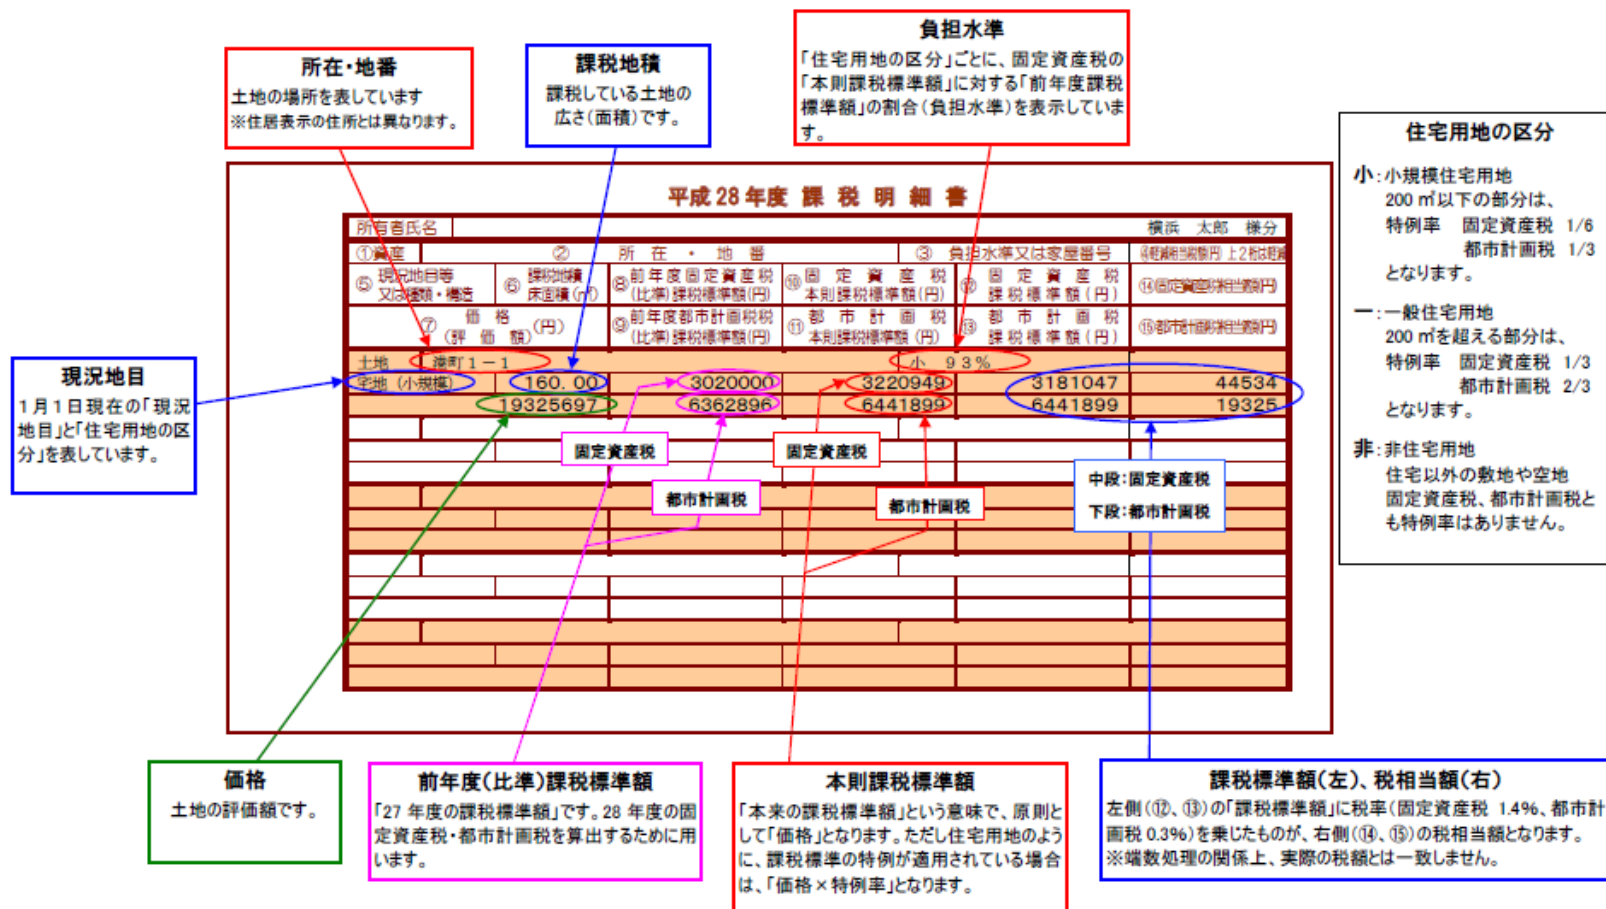 負担水準
「住宅用地の区分」ごとに、固定資産税の
「本則課税標準額」に対する「前年度課税
標準額」の割合(負担水準)を表示していま
す。
所在・地番
土地の場所を表しています
※住居表示の住所とは異なります。
課税地積
課税している土地の
広さ(面積)です。
住宅用地の区分
小:小規模住宅用地
200㎡以下の部分は、
特例率 固定資産税 1/6
都市計画税 1/3
となります。
一:一般住宅用地
200㎡を超える部分は、
特例率 固定資産税 1/3
都市計画税 2/3
となります。
非:非住宅用地
住宅以外の敷地や空地
固定資産税、都市計画税と
も特例率はありません。
平成28年度 課税明細書
所有者氏名 横浜 太郎 様分
①資産 ② 所在・地番 ③ 負担水準又は家屋番号 ④軽減相当税額(円) 上2桁は軽減
⑤現況地目等又は種類・構造 ⑥課税地積床面積(㎡) ⑧前年度固定資産税(比準)課税標準額(円) ⑩固定資産税本則課税標準額(円) ⑫固定資産税課税標準額(円) ⑭固定資産税相当額(円)
⑦価格(評価額)(円) ⑨前年度都市計画税税(比準)課税標準額(円) ⑪都市計画税本則課税標準額(円) ⑬都市計画税課税標準額(円) ⑮都市計画税相当額(円)
土地 湊町1-1 小 93%
宅地(小規模) 160.00 3020000 3220949 3181047 44534
19325697 6362896 6441899 6441899 19325
現況地目
1月1日現在の「現況
地目」と「住宅用地の区
分」を表しています。
固定資産税
固定資産税
都市計画税
都市計画税
中段:固定資産税
下段:都市計画税
価格
土地の評価額です。
前年度(比準)課税標準額
「27年度の課税標準額」です。28年度の固
定資産税・都市計画税を算出するために用
います。
本則課税標準額
「本来の課税標準額」という意味で、原則と
して「価格」となります。ただし住宅用地のよう
に、課税標準の特例が適用されている場合
は、「価格×特例率」となります。
課税標準額(左)、税相当額(右)
左側(⑫、⑬)の「課税標準額」に税率(固定資産税 1.4%、都市計
画税0.3%)を乗じたものが、右側(⑭、⑮)の税相当額となります。
※端数処理の関係上、実際の税額とは一致しません。